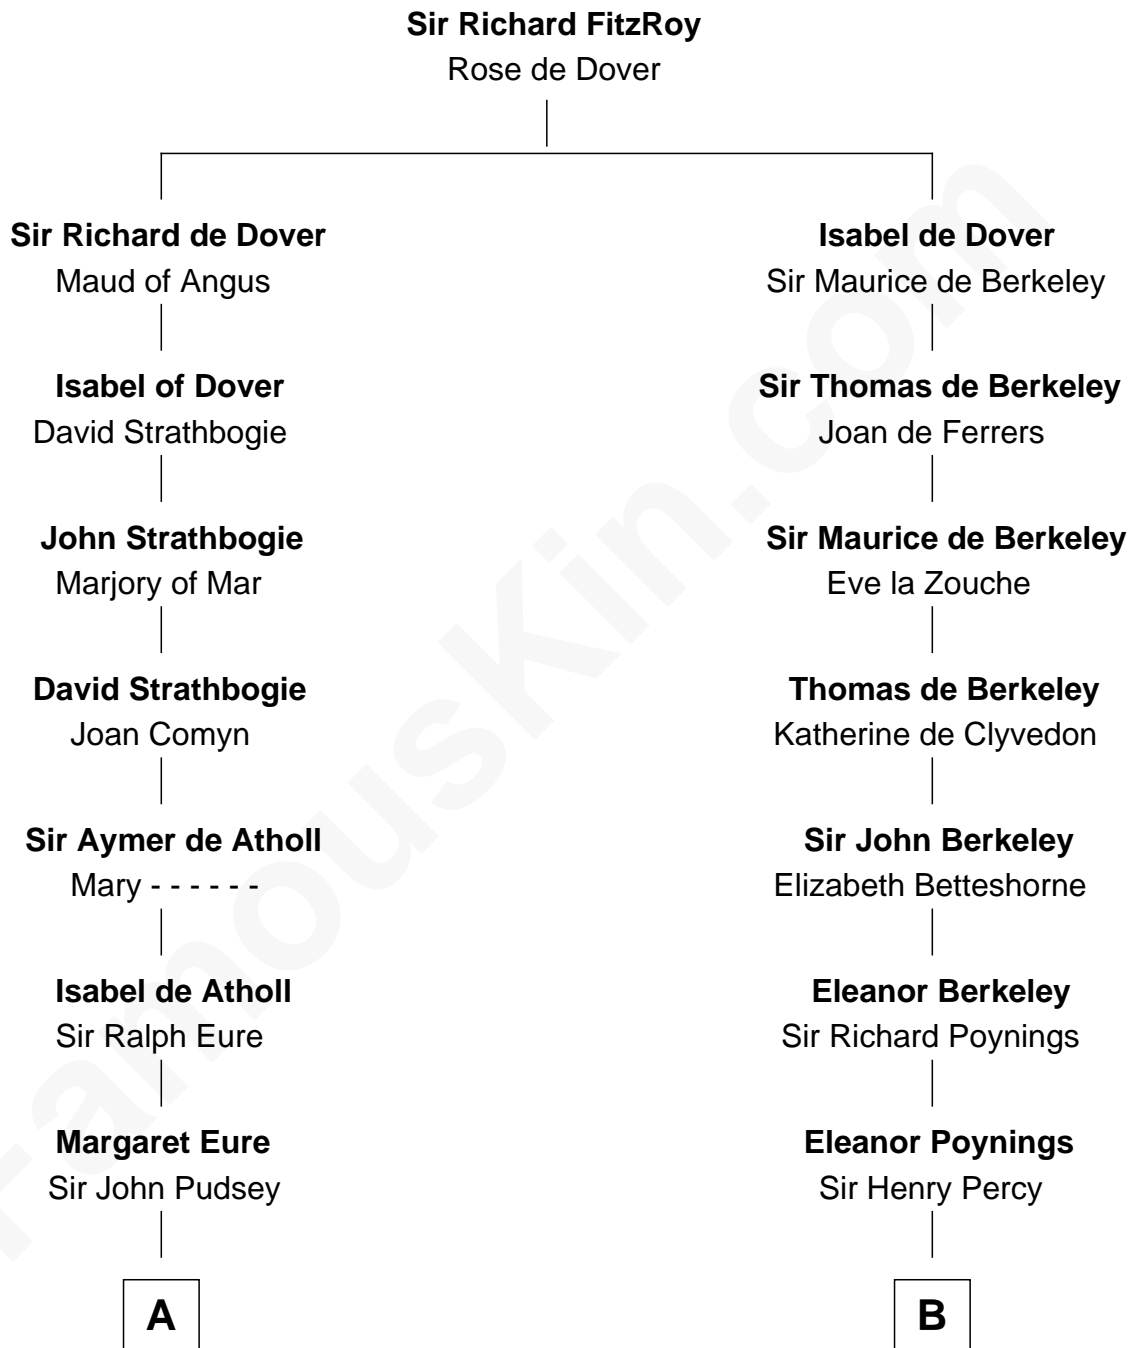 Sir Richard FitzRoy
Rose de Dover
Sir Richard de Dover
Maud of Angus
Isabel de Dover
Sir Maurice de Berkeley
Isabel of Dover
David Strathbogie
Sir Thomas de Berkeley
Joan de Ferrers
John Strathbogie
Marjory of Mar
Sir Maurice de Berkeley
Eve la Zouche
David Strathbogie
Joan Comyn
Thomas de Berkeley
Katherine de Clyvedon
Sir Aymer de Atholl
Mary - - - - - -
Sir John Berkeley
Elizabeth Betteshorne
Isabel de Atholl
Sir Ralph Eure
Eleanor Berkeley
Sir Richard Poynings
Margaret Eure
Sir John Pudsey
Eleanor Poynings
Sir Henry Percy
A
B
FamousKin.com